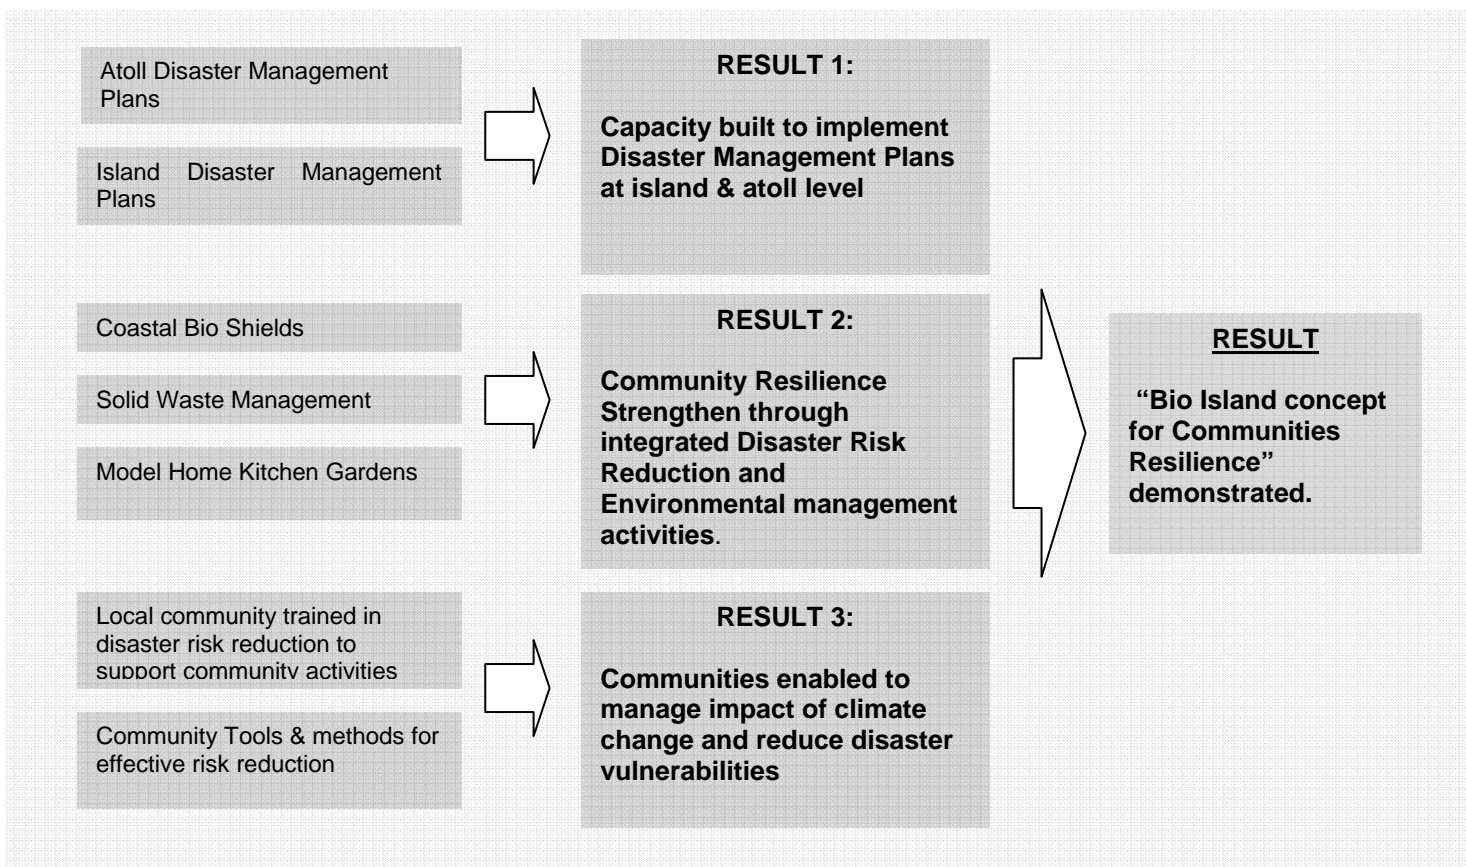 Atoll Disaster Management
Plans
Island Disaster Management
Plans
RESULT 1:
Capacity built to implement
Disaster Management Plans
at island & atoll level
Coastal Bio Shields
Solid Waste Management
Model Home Kitchen Gardens
RESULT 2:
Community Resilience
Strengthen through
integrated Disaster Risk
Reduction and
Environmental management
activities.
Local community trained in
disaster risk reduction to
support community activities
Community Tools & methods for
effective risk reduction
RESULT 3:
Communities enabled to
manage impact of climate
change and reduce disaster
vulnerabilities
RESULT
“Bio Island concept
for Communities
Resilience”
demonstrated.